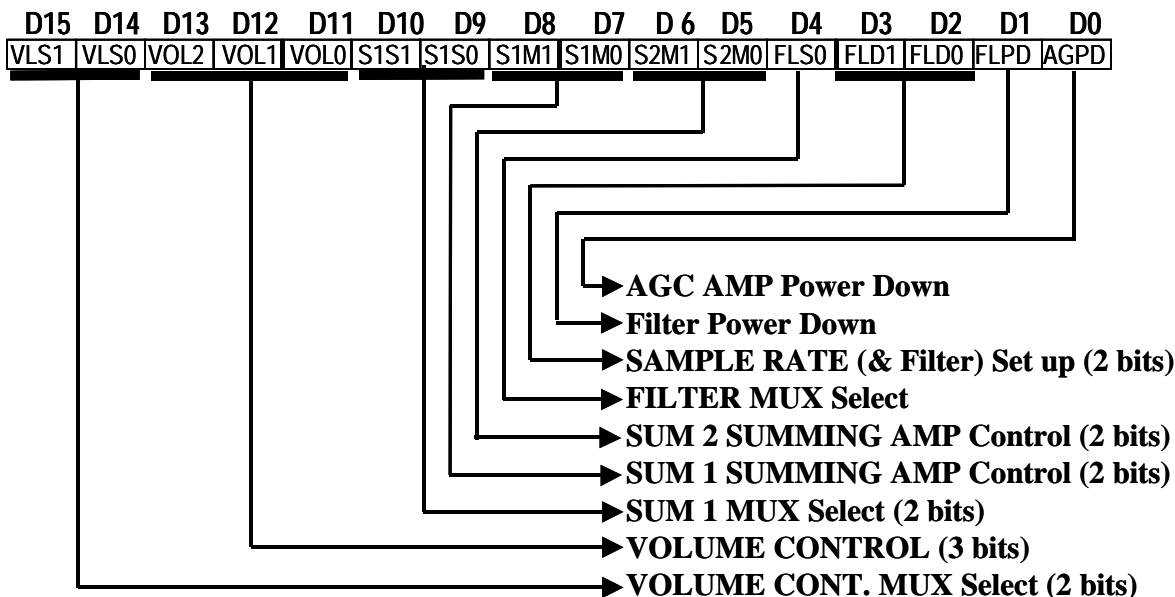 D15 D14 D13 D12 D11 D10 D9 D8 D7 D 6 D5 D4 D3 D2 D1 D0
VLS1 VLS0 VOL2 VOL1 VOL0 S1S1 S1S0 S1M1 S1M0 S2M1 S2M0 FLS0 FLD1 FLD0 FLPD AGPD
AGC AMP Power Down
Filter Power Down
SAMPLE RATE (& Filter) Set up (2 bits)
FILTER MUX Select
SUM 2 SUMMING AMP Control (2 bits)
SUM 1 SUMMING AMP Control (2 bits)
SUM 1 MUX Select (2 bits)
VOLUME CONTROL (3 bits)
VOLUME CONT. MUX Select (2 bits)